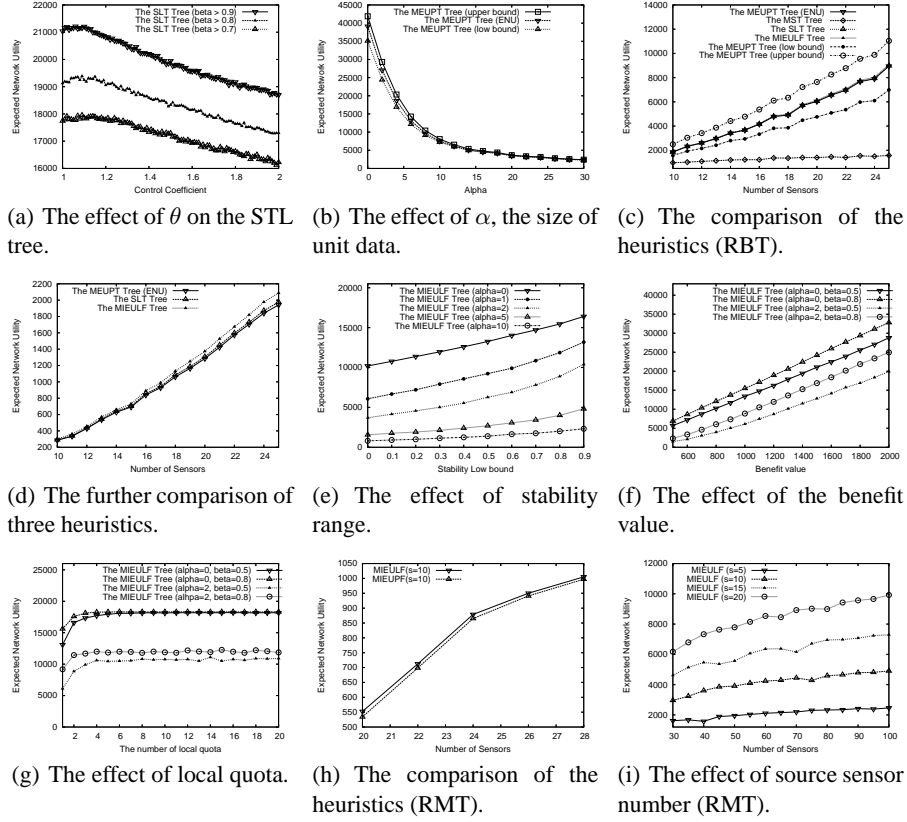 Expected Network Utility
22000
21000
20000
19000
18000
17000
16000
The SLT Tree (beta > 0.9)
The SLT Tree (beta > 0.8)
The SLT Tree (beta > 0.7)
1 1.2 1.4 1.6 1.8 2
Control Coefficient
(a) The effect of θ on the STL
tree.
Expected Network Utility
45000
40000
35000
30000
25000
20000
15000
10000
5000
0
The MEUPT Tree (upper bound)
The MEUPT Tree (ENU)
The MEUPT Tree (low bound)
0 5 10 15 20 25 30
Alpha
(b) The effect of α, the size of
unit data.
Expected Network Utility
14000
12000
10000
8000
6000
4000
2000
0
The MEUPT Tree (ENU)
The MST Tree
The SLT Tree
The MIEULF Tree
The MEUPT Tree (low bound)
The MEUPT Tree (upper bound)
10 12 14 16 18 20 22 24
Number of Sensors
(c) The comparison of the
heuristics (RBT).
Expected Network Utility
2200
2000
1800
1600
1400
1200
1000
800
600
400
200
The MEUPT Tree (ENU)
The SLT Tree
The MIEULF Tree
10 12 14 16 18 20 22 24
Number of Sensors
(d) The further comparison of
three heuristics.
Expected Network Utility
20000
15000
10000
5000
0
The MIEULF Tree (alpha=0)
The MIEULF Tree (alpha=1)
The MIEULF Tree (alpha=2)
The MIEULF Tree (alpha=5)
The MIEULF Tree (alpha=10)
0 0.1 0.2 0.3 0.4 0.5 0.6 0.7 0.8 0.9
Stability Low bound
(e) The effect of stability
range.
Expected Network Utility
40000
35000
30000
25000
20000
15000
10000
5000
0
The MIEULF Tree (alpha=0, beta=0.5)
The MIEULF Tree (alpha=0, beta=0.8)
The MIEULF Tree (alpha=2, beta=0.5)
The MIEULF Tree (alhpa=2, beta=0.8)
600 800 1000 1200 1400 1600 1800 2000
Benefit value
(f) The effect of the benefit
value.
Expected Network Utility
25000
20000
15000
10000
5000
0
The MIEULF Tree (alpha=0, beta=0.5)
The MIEULF Tree (alpha=0, beta=0.8)
The MIEULF Tree (alpha=2, beta=0.5)
The MIEULF Tree (alhpa=2, beta=0.8)
2 4 6 8 10 12 14 16 18 20
The number of local quota
(g) The effect of local quota.
Expected Network Utility
1050
1000
950
900
850
800
750
700
650
600
550
500
MIEULF(s=10)
MIEUPF(s=10)
20 21 22 23 24 25 26 27 28
Number of Sensors
(h) The comparison of the
heuristics (RMT).
Expected Network Utility
12000
10000
8000
6000
4000
2000
MIEULF (s=5)
MIEULF (s=10)
MIEULF (s=15)
MIEULF (s=20)
30 40 50 60 70 80 90 100
Number of Sensors
(i) The effect of source sensor
number (RMT).